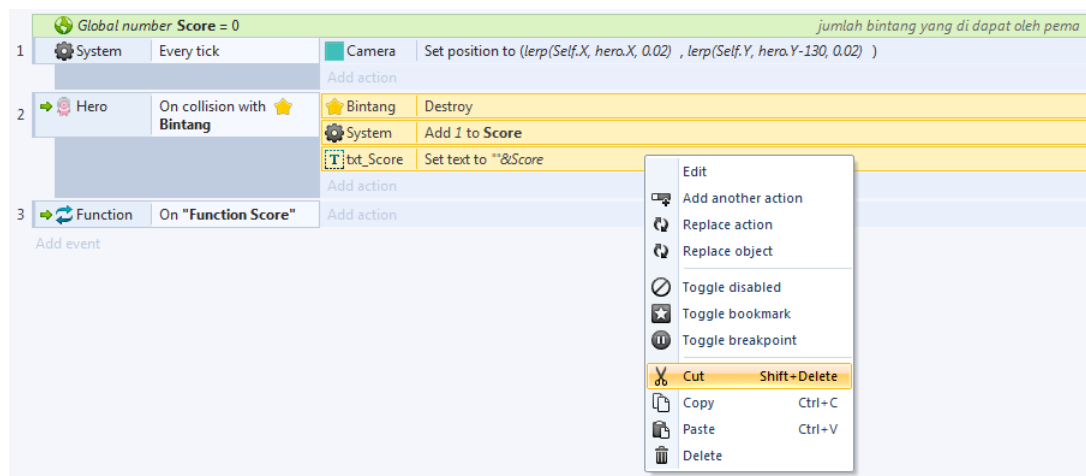 Global number Score = 0 jumlah bintang yang di dapat oleh pema
1 System Every tick Camera Set position to (lerp(Self.X, hero.X, 0.02) , lerp(Self.Y, hero.Y-130, 0.02) )
Add action
2 Hero On collision with Bintang Bintang Destroy
System Add 1 to Score
T txt_Score Set text to ""&Score
Add action
3 Function On "Function Score" Add action
Add event
Edit
Add another action
Replace action
Replace object
Toggle disabled
Toggle bookmark
Toggle breakpoint
Cut Shift+Delete
Copy Ctrl+C
Paste Ctrl+V
Delete